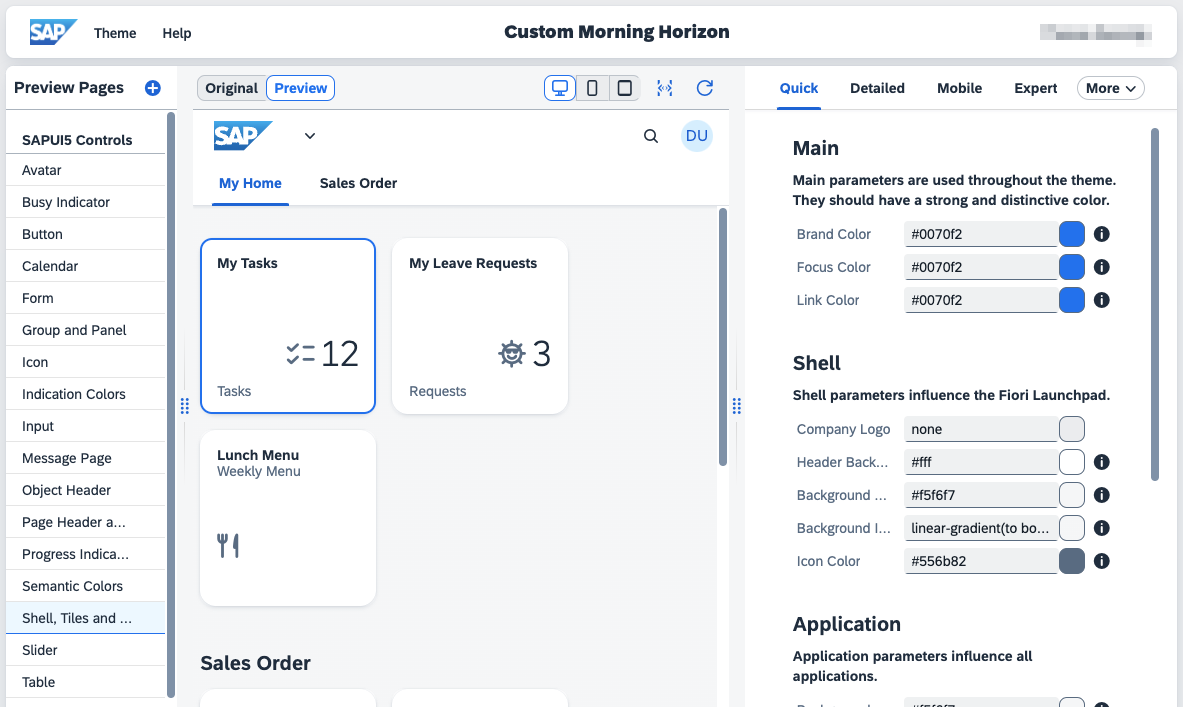 SAP Theme Help
Custom Morning Horizon
Preview Pages
SAPUI5 Controls
Avatar
Busy Indicator
Button
Calendar
Form
Group and Panel
Icon
Indication Colors
Input
Message Page
Object Header
Page Header a...
Progress Indica...
Semantic Colors
Shell, Tiles and ...
Slider
Table
Original Preview
SAP
DU
My Home Sales Order
My Tasks
12
Tasks
My Leave Requests
3
Requests
Lunch Menu
Weekly Menu
Sales Order
Quick Detailed Mobile Expert More
Main
Main parameters are used throughout the theme.
They should have a strong and distinctive color.
Brand Color #0070f2
Focus Color #0070f2
Link Color #0070f2
Shell
Shell parameters influence the Fiori Launchpad.
Company Logo none
Header Back... #fff
Background ... #f5f6f7
Background I... linear-gradient(to bo...
Icon Color #556b82
Application
Application parameters influence all
applications.